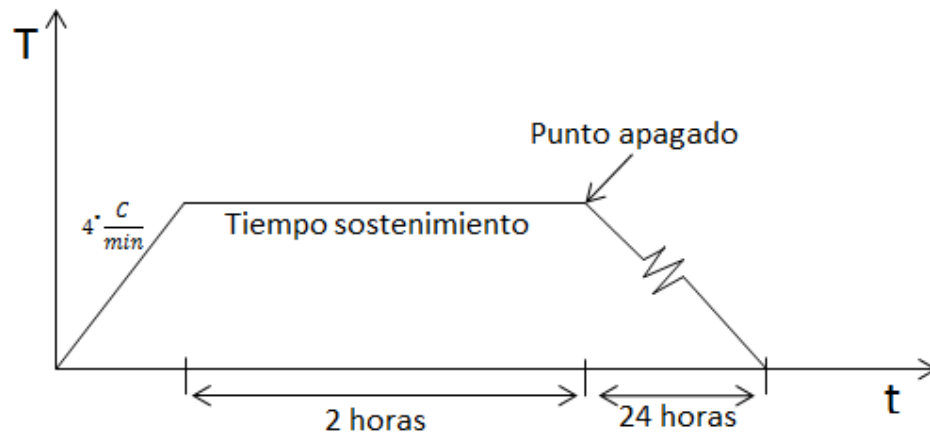 T
Punto apagado
4° C/min
Tiempo sostenimiento
2 horas
24 horas
t